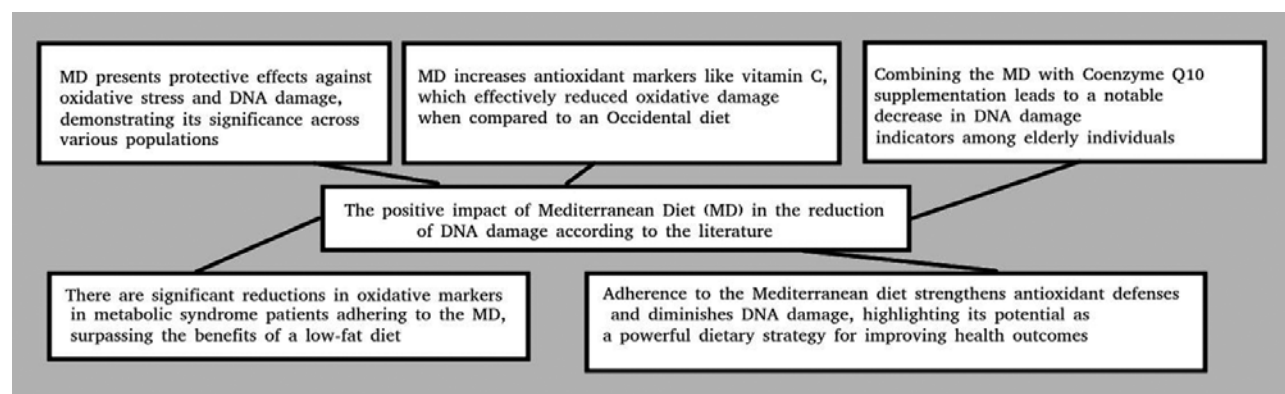 MD presents protective effects against
oxidative stress and DNA damage,
demonstrating its significance across
various populations
MD increases antioxidant markers like vitamin C,
which effectively reduced oxidative damage
when compared to an Occidental diet
Combining the MD with Coenzyme Q10
supplementation leads to a notable
decrease in DNA damage
indicators among elderly individuals
The positive impact of Mediterranean Diet (MD) in the reduction
of DNA damage according to the literature
There are significant reductions in oxidative markers
in metabolic syndrome patients adhering to the MD,
surpassing the benefits of a low-fat diet
Adherence to the Mediterranean diet strengthens antioxidant defenses
and diminishes DNA damage, highlighting its potential as
a powerful dietary strategy for improving health outcomes